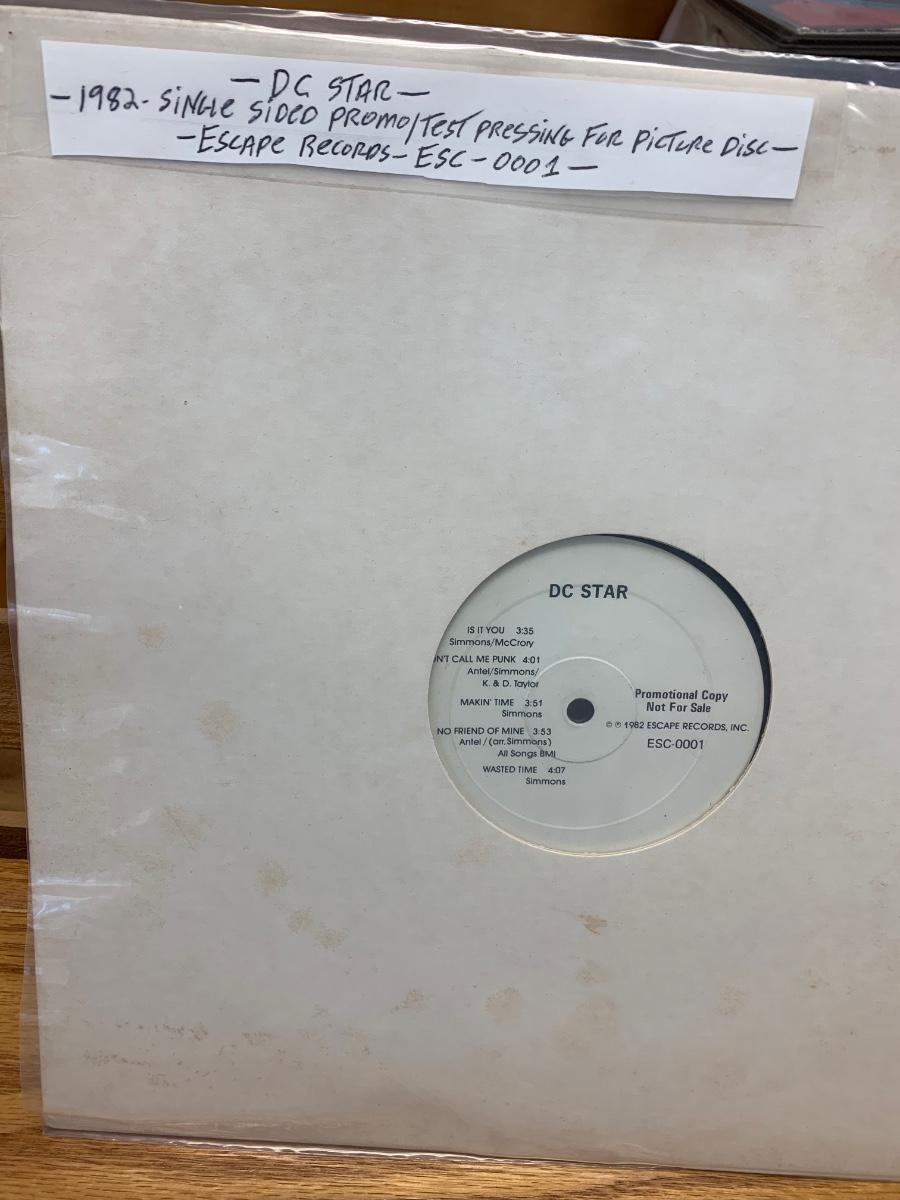 — DC STAR —
— 1982 - SINGLE SIDED PROMO/TEST PRESSING FOR PICTURE DISC —
— ESCAPE RECORDS — ESC - 0001 —
DC STAR
IS IT YOU 3:35
Simmons/McCrory
N'T CALL ME PUNK 4:01
Antel/Simmons/
K. & D. Taylor
MAKIN' TIME 3:51
Simmons
NO FRIEND OF MINE 3:53
Antel / (arr. Simmons)
All Songs BMI
WASTED TIME 4:07
Simmons
Promotional Copy
Not For Sale
© ℗ 1982 ESCAPE RECORDS, INC.
ESC-0001